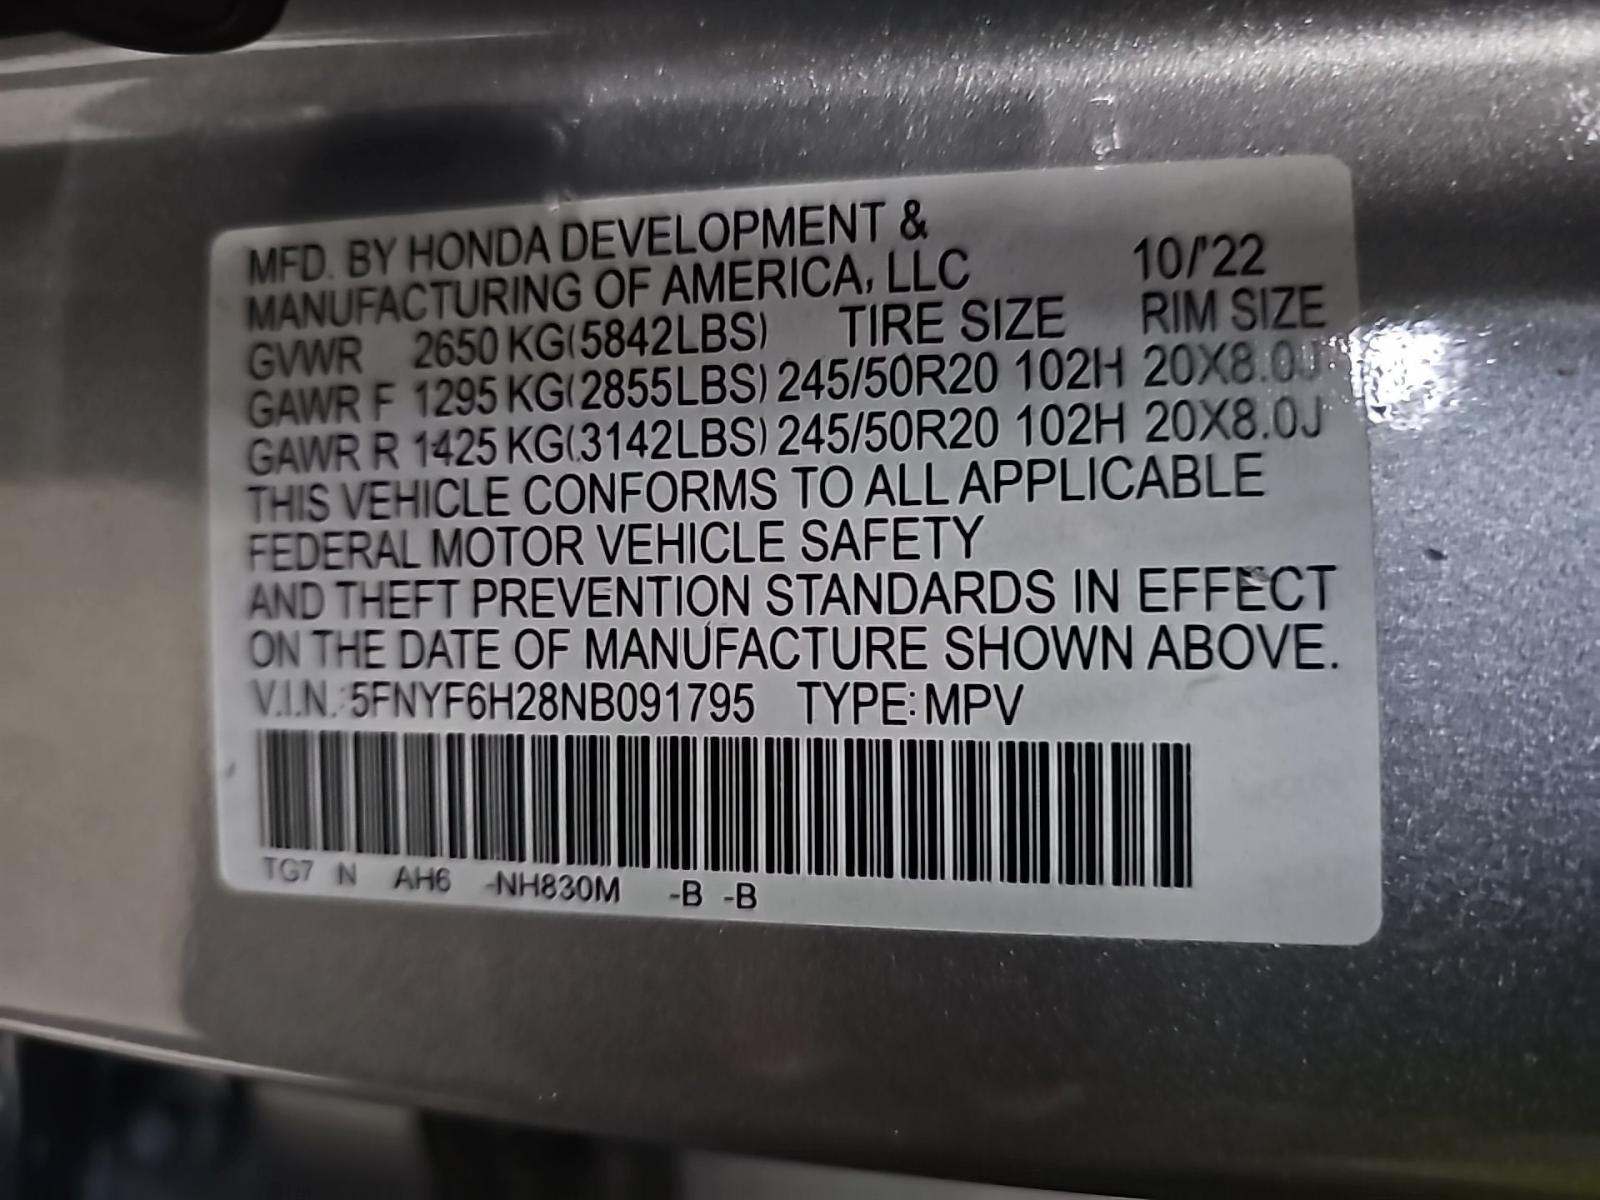 MFD. BY HONDA DEVELOPMENT &
MANUFACTURING OF AMERICA, LLC 10/'22
GVWR 2650 KG(5842LBS) TIRE SIZE RIM SIZE
GAWR F 1295 KG(2855LBS) 245/50R20 102H 20X8.0J
GAWR R 1425 KG(3142LBS) 245/50R20 102H 20X8.0J
THIS VEHICLE CONFORMS TO ALL APPLICABLE
FEDERAL MOTOR VEHICLE SAFETY
AND THEFT PREVENTION STANDARDS IN EFFECT
ON THE DATE OF MANUFACTURE SHOWN ABOVE.
V.I.N.: 5FNYF6H28NB091795 TYPE: MPV
TG7 N AH6 -NH830M -B -B